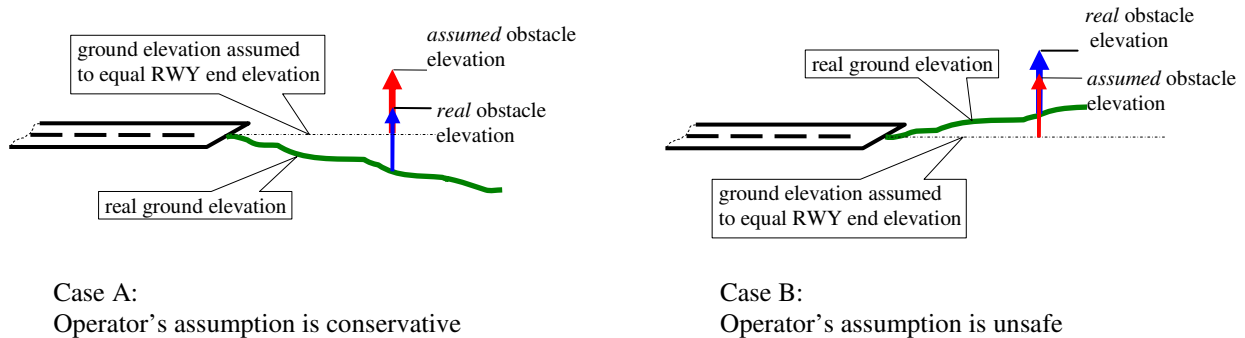 ground elevation assumed
to equal RWY end elevation
assumed obstacle
elevation
real obstacle
elevation
real ground elevation
Case A:
Operator’s assumption is conservative
real obstacle
elevation
real ground elevation
assumed obstacle
elevation
ground elevation assumed
to equal RWY end elevation
Case B:
Operator’s assumption is unsafe